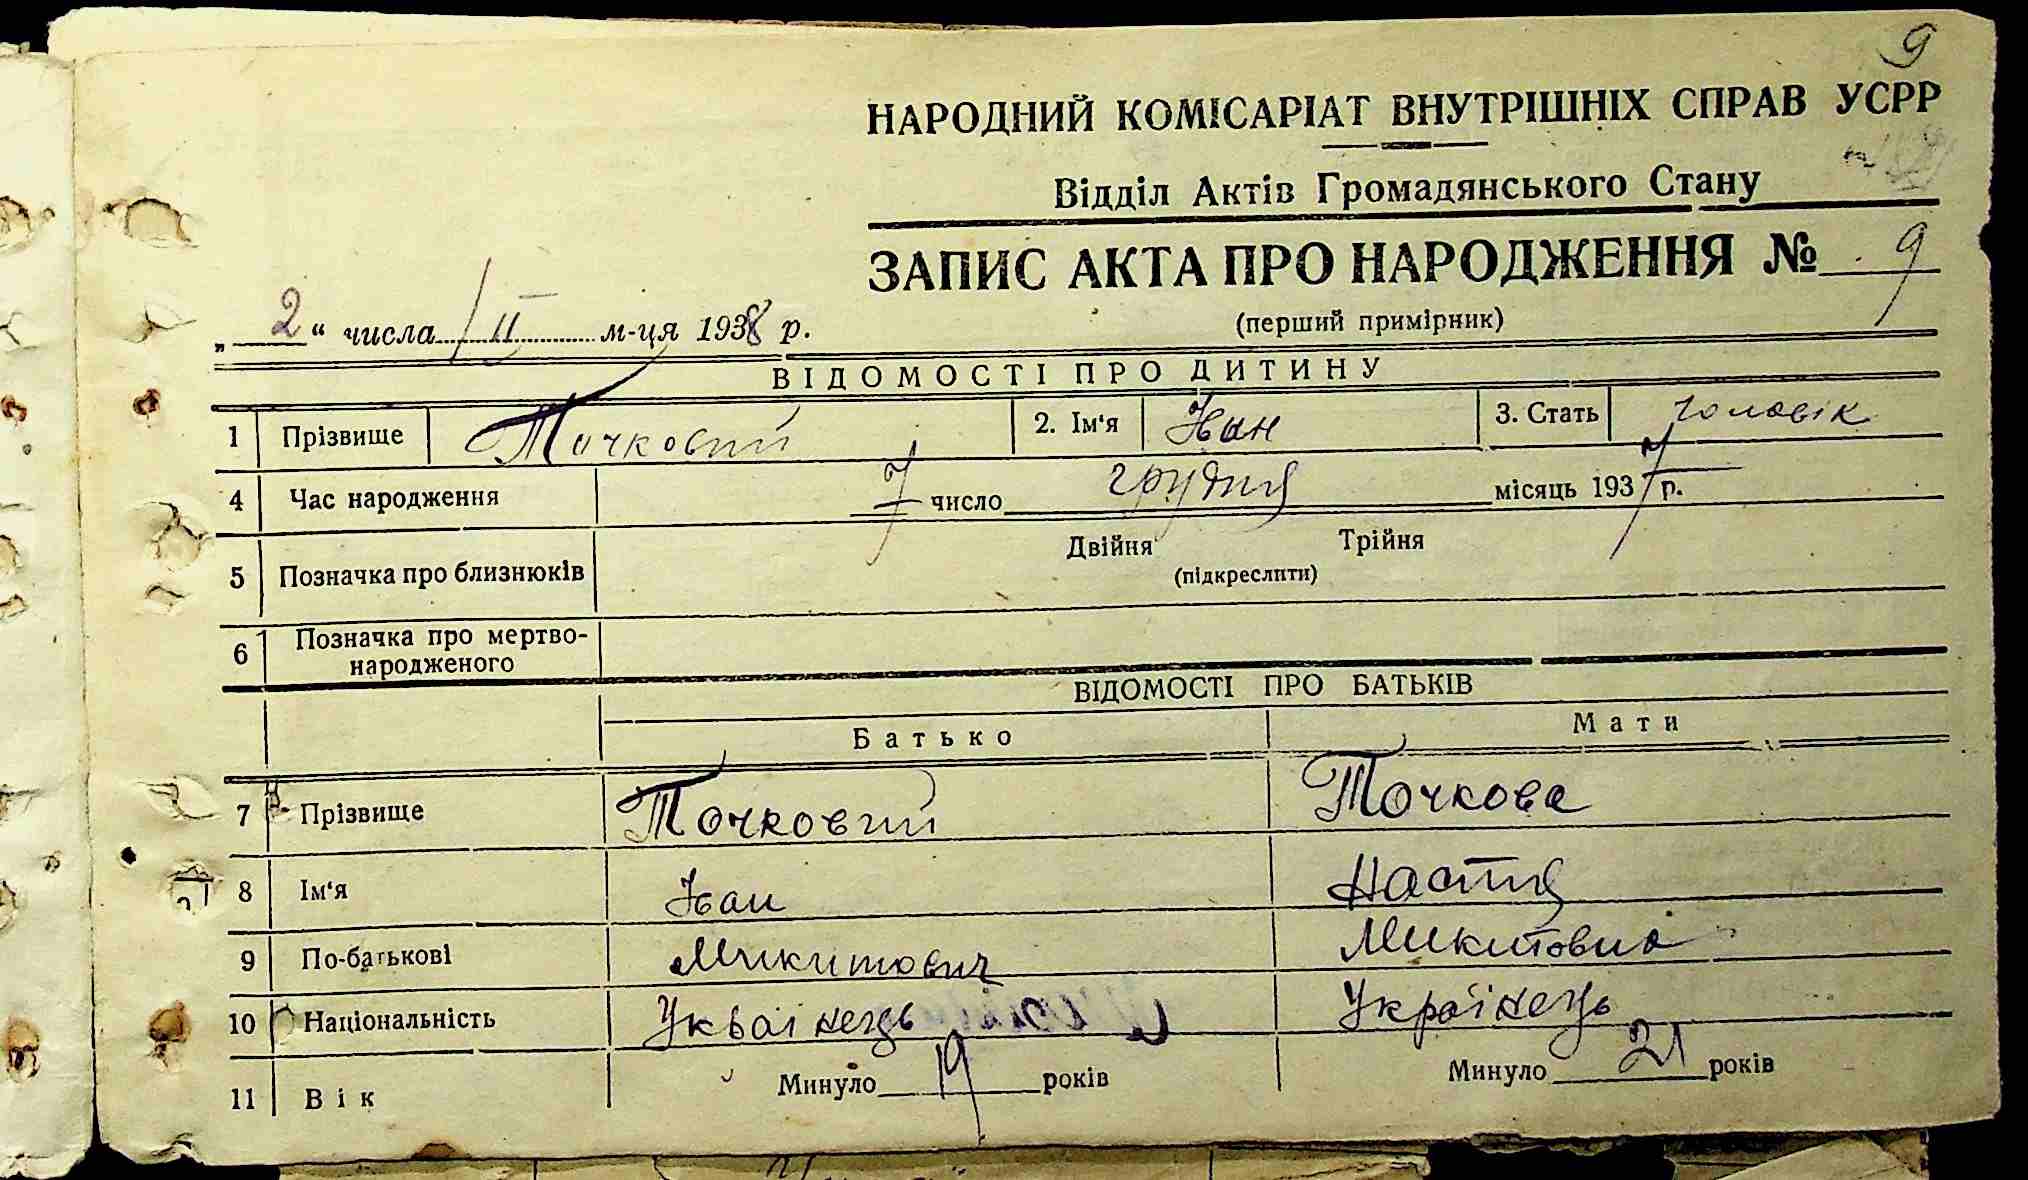 9
НАРОДНИЙ КОМІСАРІАТ ВНУТРІШНІХ СПРАВ УСРР
Відділ Актів Громадянського Стану
ЗАПИС АКТА ПРО НАРОДЖЕННЯ № 9
(перший примірник)
„ 2 “ числа II м-ця 1938 р.
ВІДОМОСТІ ПРО ДИТИНУ
1 Прізвище Точковий 2. Ім‘я Іван 3. Стать чоловік
4 Час народження 7 число грудня місяць 1937 р.
5 Позначка про близнюків Двійня Трійня
(підкреслити)
6 Позначка про мертво-
народженого
ВІДОМОСТІ ПРО БАТЬКІВ
Батько Мати
7 Прізвище Точковий Точкова
8 Ім‘я Іван Настя
9 По-батькові Микитович Микитовна
10 Національність Українець Українець
11 Вік Минуло 19 років Минуло 21 років